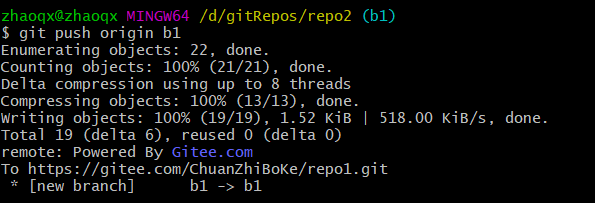 zhaoqx@zhaoqx MINGW64 /d/gitRepos/repo2 (b1)
$ git push origin b1
Enumerating objects: 22, done.
Counting objects: 100% (21/21), done.
Delta compression using up to 8 threads
Compressing objects: 100% (13/13), done.
Writing objects: 100% (19/19), 1.52 KiB | 518.00 KiB/s, done.
Total 19 (delta 6), reused 0 (delta 0)
remote: Powered By Gitee.com
To https://gitee.com/ChuanZhiBoKe/repo1.git
 * [new branch]      b1 -> b1